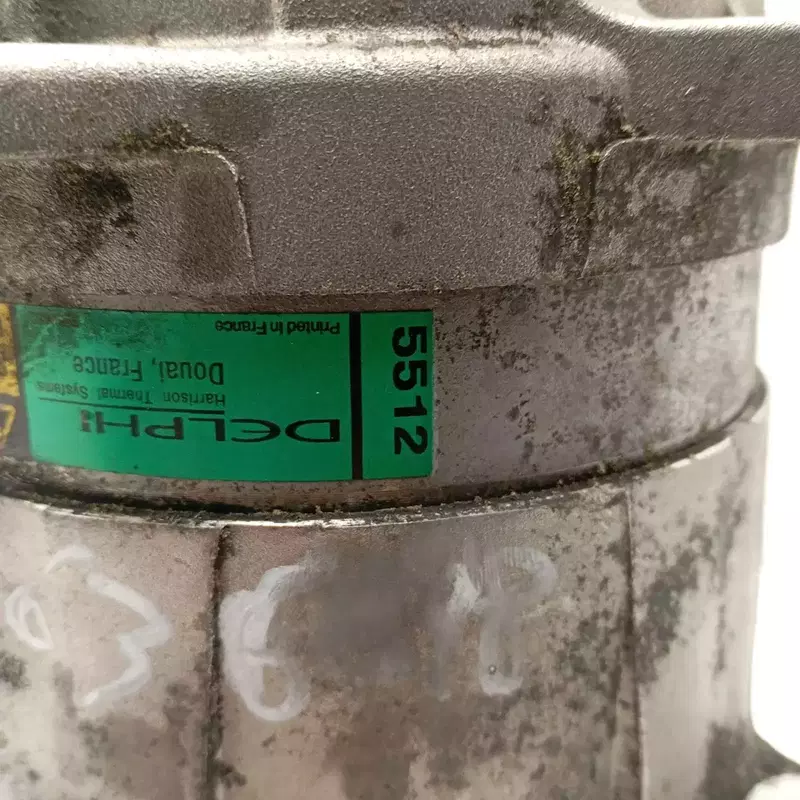 5512
DELPHI
Harrison Thermal Systems
Douai, France
Printed in France